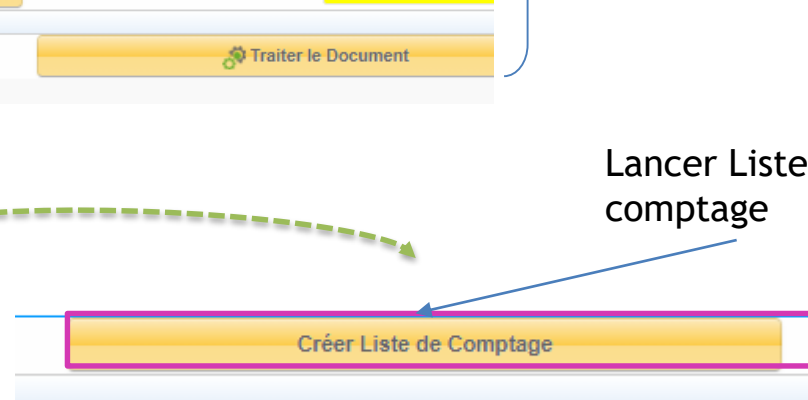 Traiter le Document
Lancer Liste
comptage
Créer Liste de Comptage